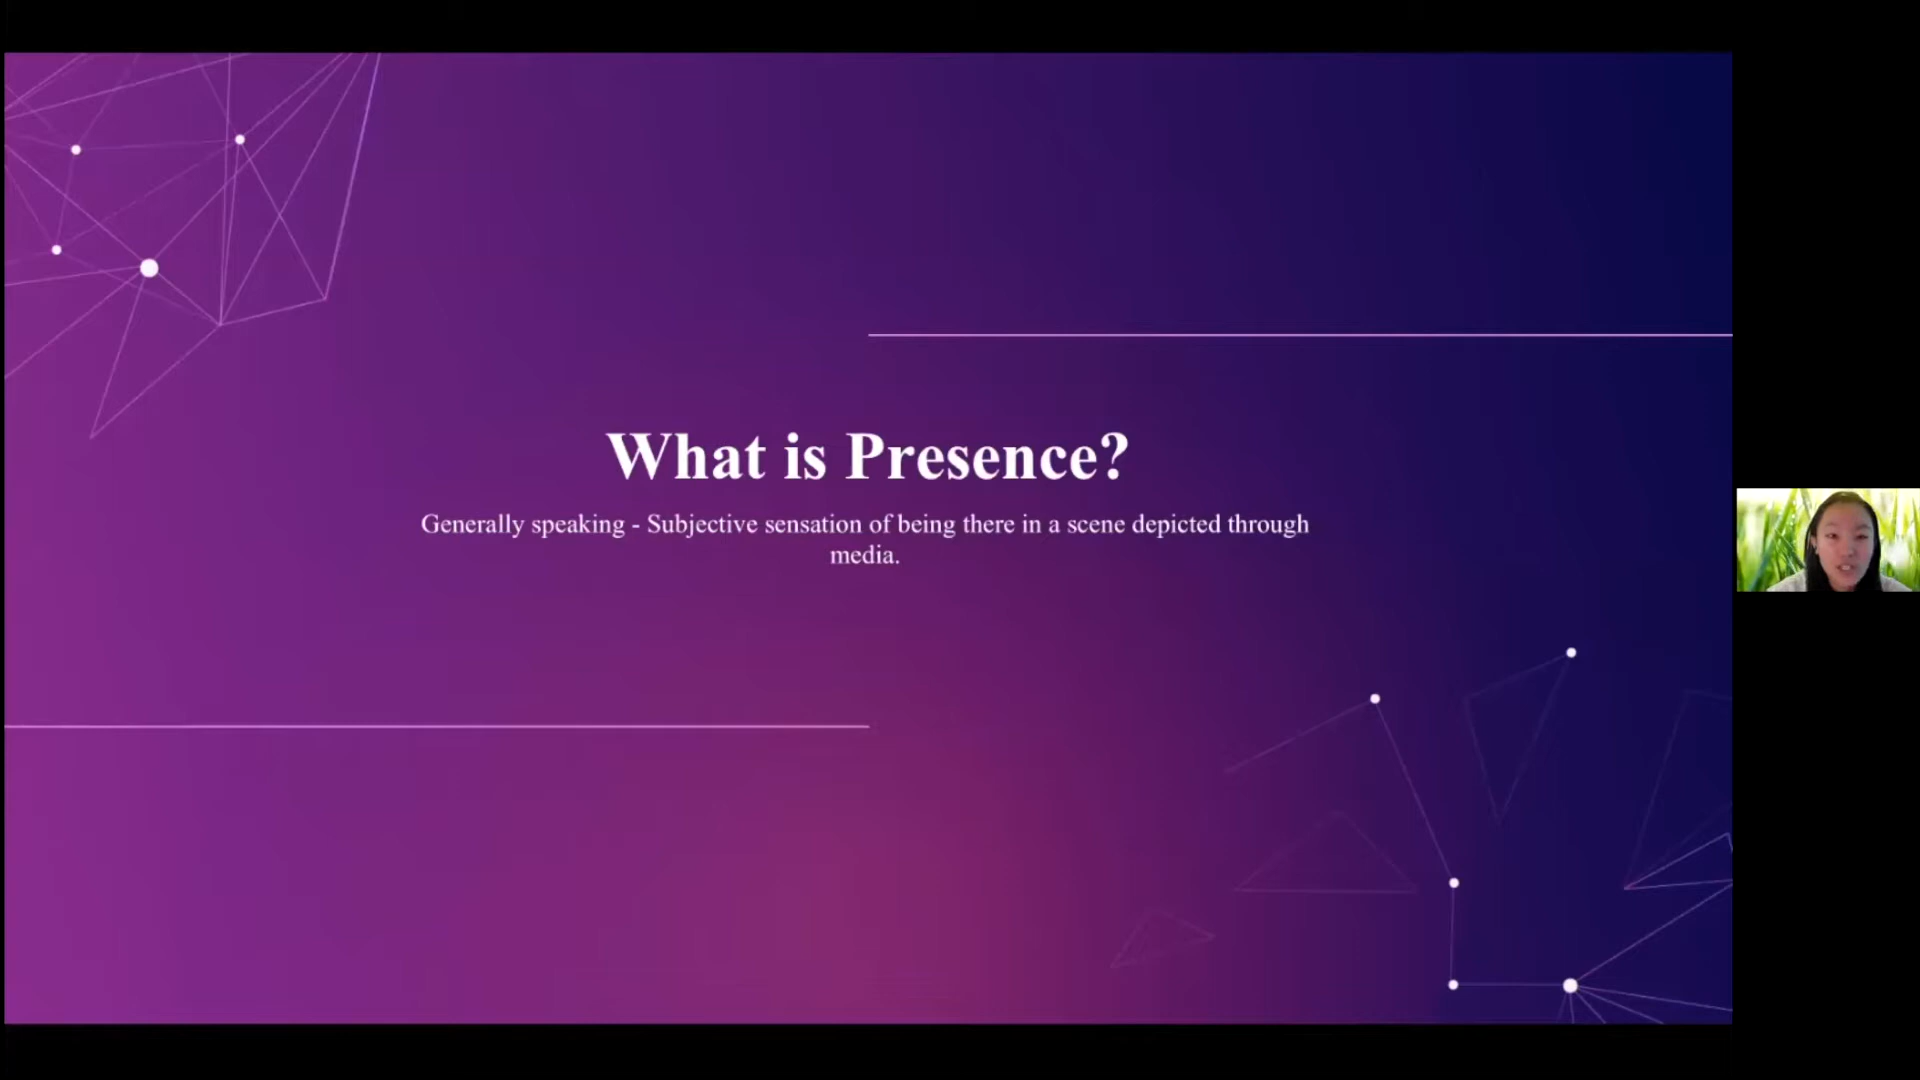 What is Presence?
Generally speaking - Subjective sensation of being there in a scene depicted through
media.